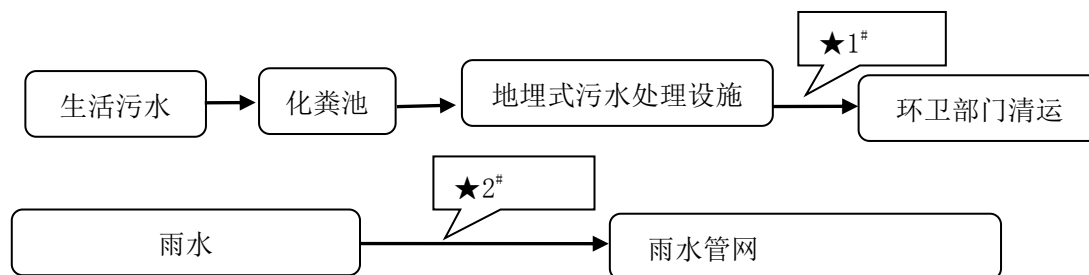 ★1#
生活污水
化粪池
地埋式污水处理设施
环卫部门清运
★2#
雨水
雨水管网